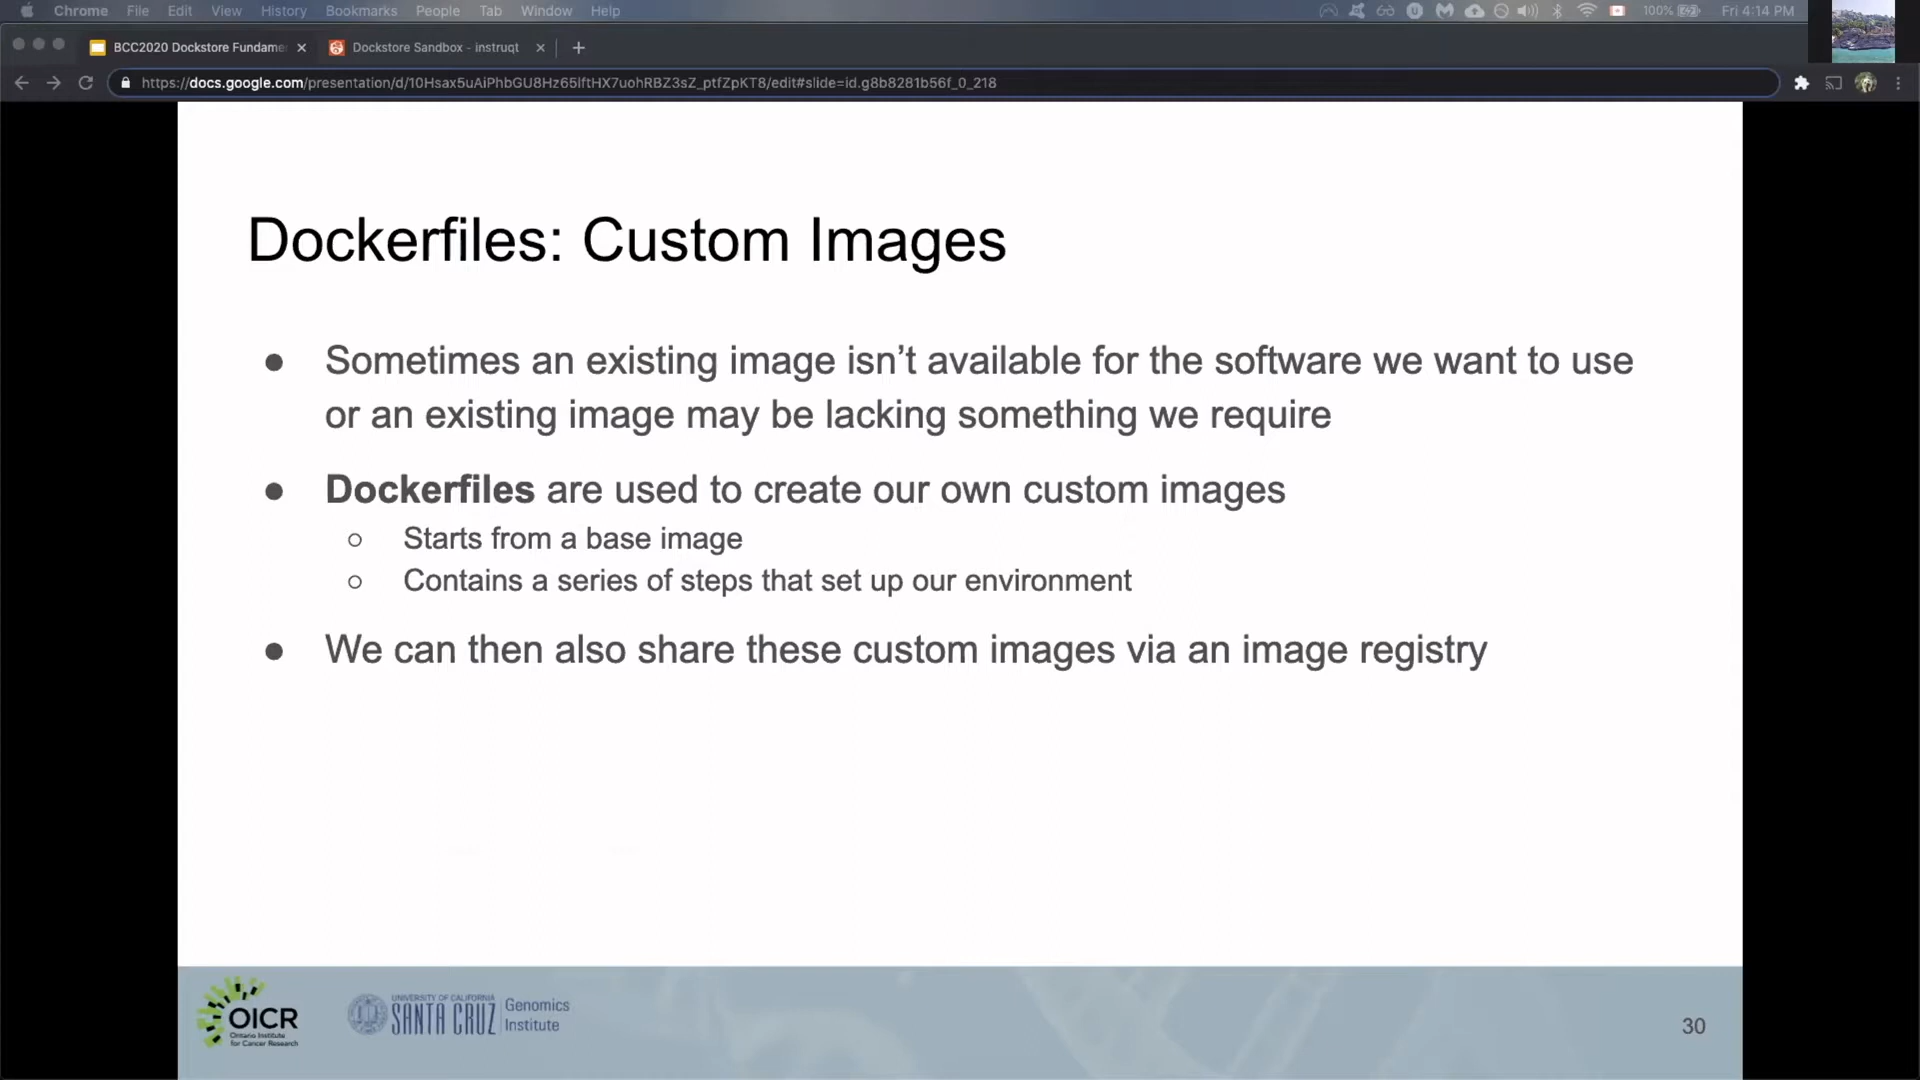 Chrome File Edit View History Bookmarks People Tab Window Help 100% Fri 4:14 PM
BCC2020 Dockstore Fundame Dockstore Sandbox - instruqt
https://docs.google.com/presentation/d/10Hsax5uAiPhbGU8Hz65lftHX7uohRBZ3sZ_ptfZpKT8/edit#slide=id.g8b8281b56f_0_218
Dockerfiles: Custom Images
● Sometimes an existing image isn’t available for the software we want to use
or an existing image may be lacking something we require
● Dockerfiles are used to create our own custom images
○ Starts from a base image
○ Contains a series of steps that set up our environment
● We can then also share these custom images via an image registry
OICR
Ontario Institute
for Cancer Research
UNIVERSITY OF CALIFORNIA
SANTA CRUZ
Genomics
Institute
30